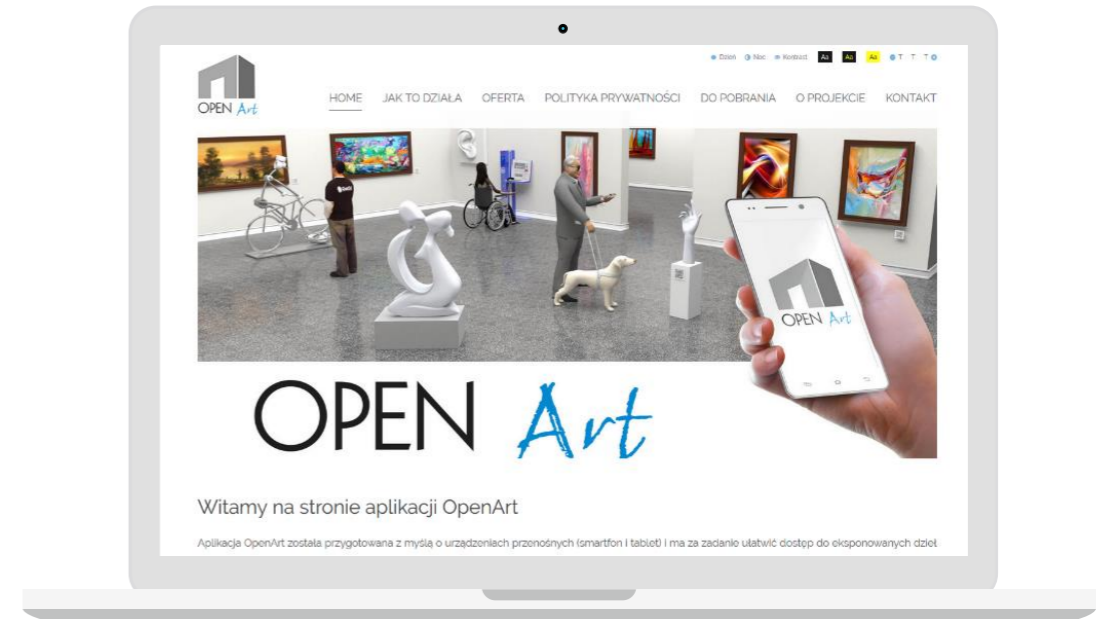 Dzień Noc Kontrast Aa Aa Aa T T T
OPEN Art
HOME JAK TO DZIAŁA OFERTA POLITYKA PRYWATNOŚCI DO POBRANIA O PROJEKCIE KONTAKT
OPEN Art
OPEN Art
Witamy na stronie aplikacji OpenArt
Aplikacja OpenArt została przygotowana z myślą o urządzeniach przenośnych (smartfon i tablet) i ma za zadanie ułatwić dostęp do eksponowanych dzieł